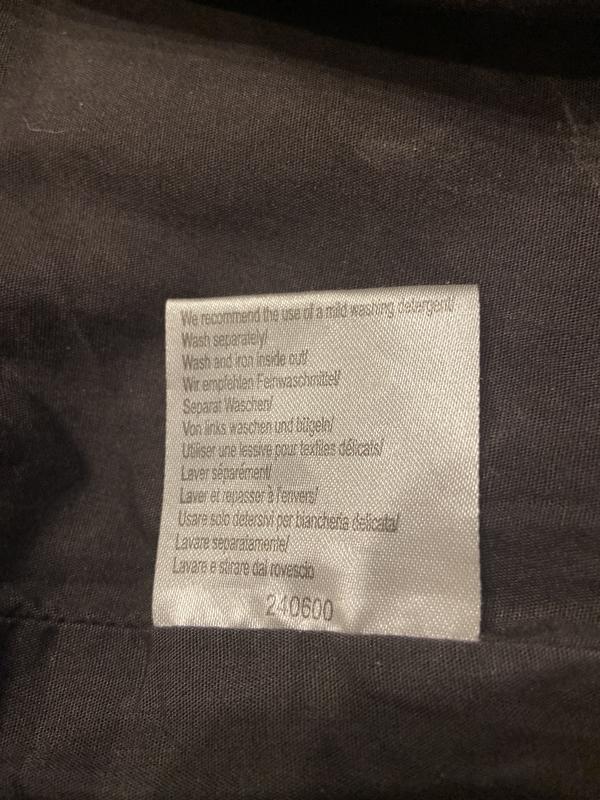 We recommend the use of a mild washing detergent/
Wash separately/
Wash and iron inside out/
Wir empfehlen Feinwaschmittel/
Separat Waschen/
Von links waschen und bügeln/
Utiliser une lessive pour textiles délicats/
Laver séparément/
Laver et repasser à l'envers/
Usare solo detersivi per biancheria delicata/
Lavare separatamente/
Lavare e stirare dal rovescio
240600